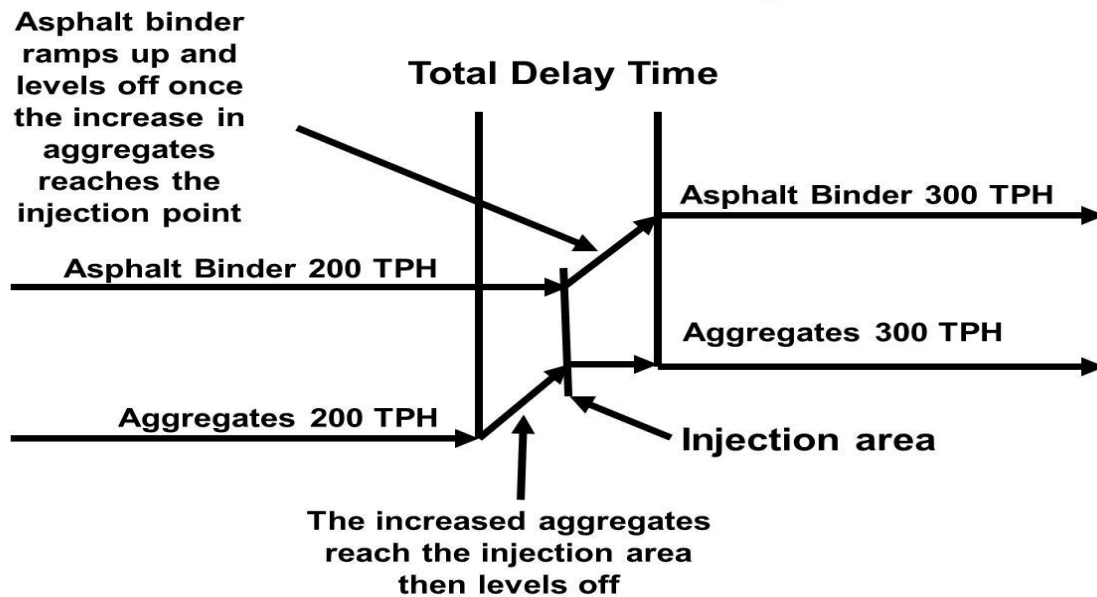 Asphalt binder
ramps up and
levels off once
the increase in
aggregates
reaches the
injection point
Total Delay Time
Asphalt Binder 300 TPH
Asphalt Binder 200 TPH
Aggregates 300 TPH
Aggregates 200 TPH
Injection area
The increased aggregates
reach the injection area
then levels off